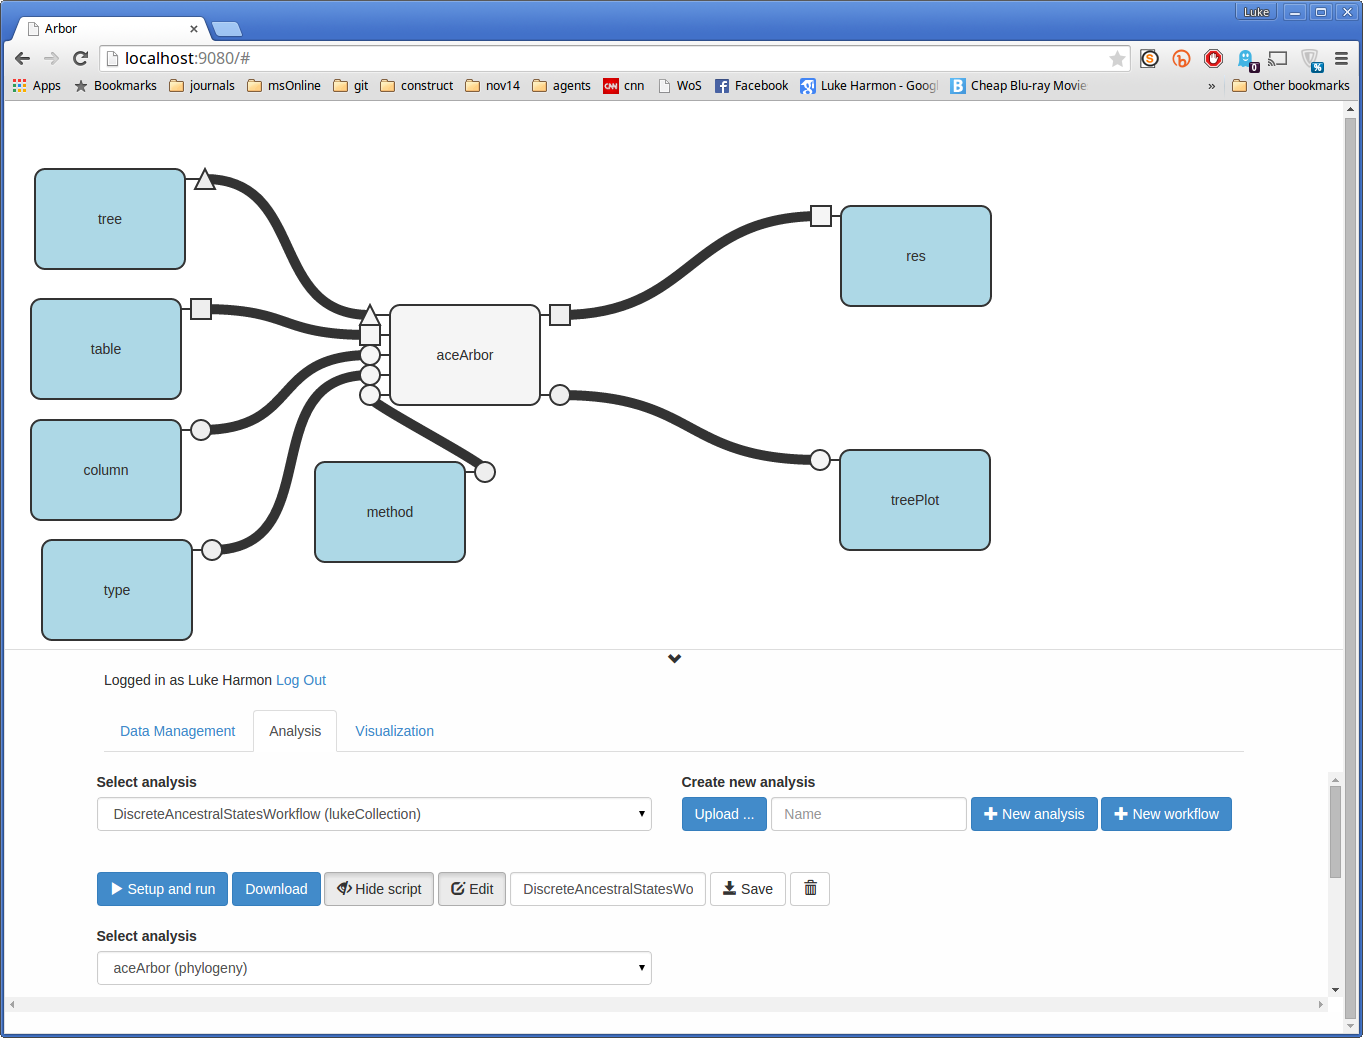 Luke
Arbor
localhost:9080/#
Apps Bookmarks journals msOnline git construct nov14 agents cnn WoS Facebook Luke Harmon - Googl Cheap Blu-ray Movie » Other bookmarks
tree
table
column
type
method
aceArbor
res
treePlot
Logged in as Luke Harmon Log Out
Data Management Analysis Visualization
Select analysis Create new analysis
DiscreteAncestralStatesWorkflow (lukeCollection) Upload ... Name New analysis New workflow
Setup and run Download Hide script Edit DiscreteAncestralStatesWo Save
Select analysis
aceArbor (phylogeny)